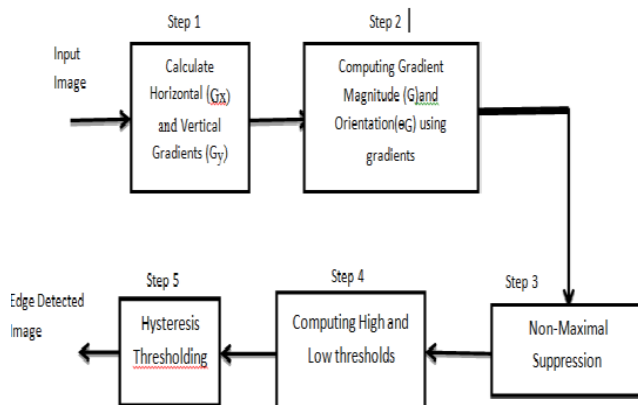 Step 1
Step 2
Input
Image
Calculate
Horizontal (Gx)
and Vertical
Gradients (Gy)
Computing Gradient
Magnitude (G)and
Orientation(ɵG) using
gradients
Step 3
Non-Maximal
Suppression
Step 4
Computing High and
Low thresholds
Step 5
Hysteresis
Thresholding
Edge Detected
Image